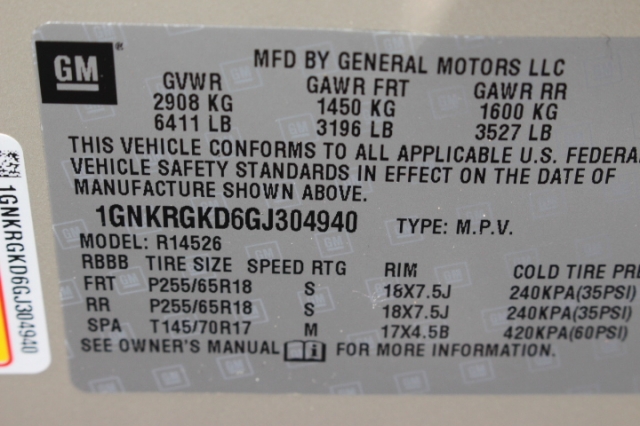 GM
MFD BY GENERAL MOTORS LLC
GVWR GAWR FRT GAWR RR
2908 KG 1450 KG 1600 KG
6411 LB 3196 LB 3527 LB
THIS VEHICLE CONFORMS TO ALL APPLICABLE U.S. FEDERA
VEHICLE SAFETY STANDARDS IN EFFECT ON THE DATE OF
MANUFACTURE SHOWN ABOVE.
1GNKRGKD6GJ304940 TYPE: M.P.V.
MODEL: R14526
RBBB TIRE SIZE SPEED RTG RIM COLD TIRE PRE
FRT P255/65R18 S 18X7.5J 240KPA(35PSI)
RR P255/65R18 S 18X7.5J 240KPA(35PSI)
SPA T145/70R17 M 17X4.5B 420KPA(60PSI)
SEE OWNER'S MANUAL FOR MORE INFORMATION.
1GNKRGKD6GJ304940